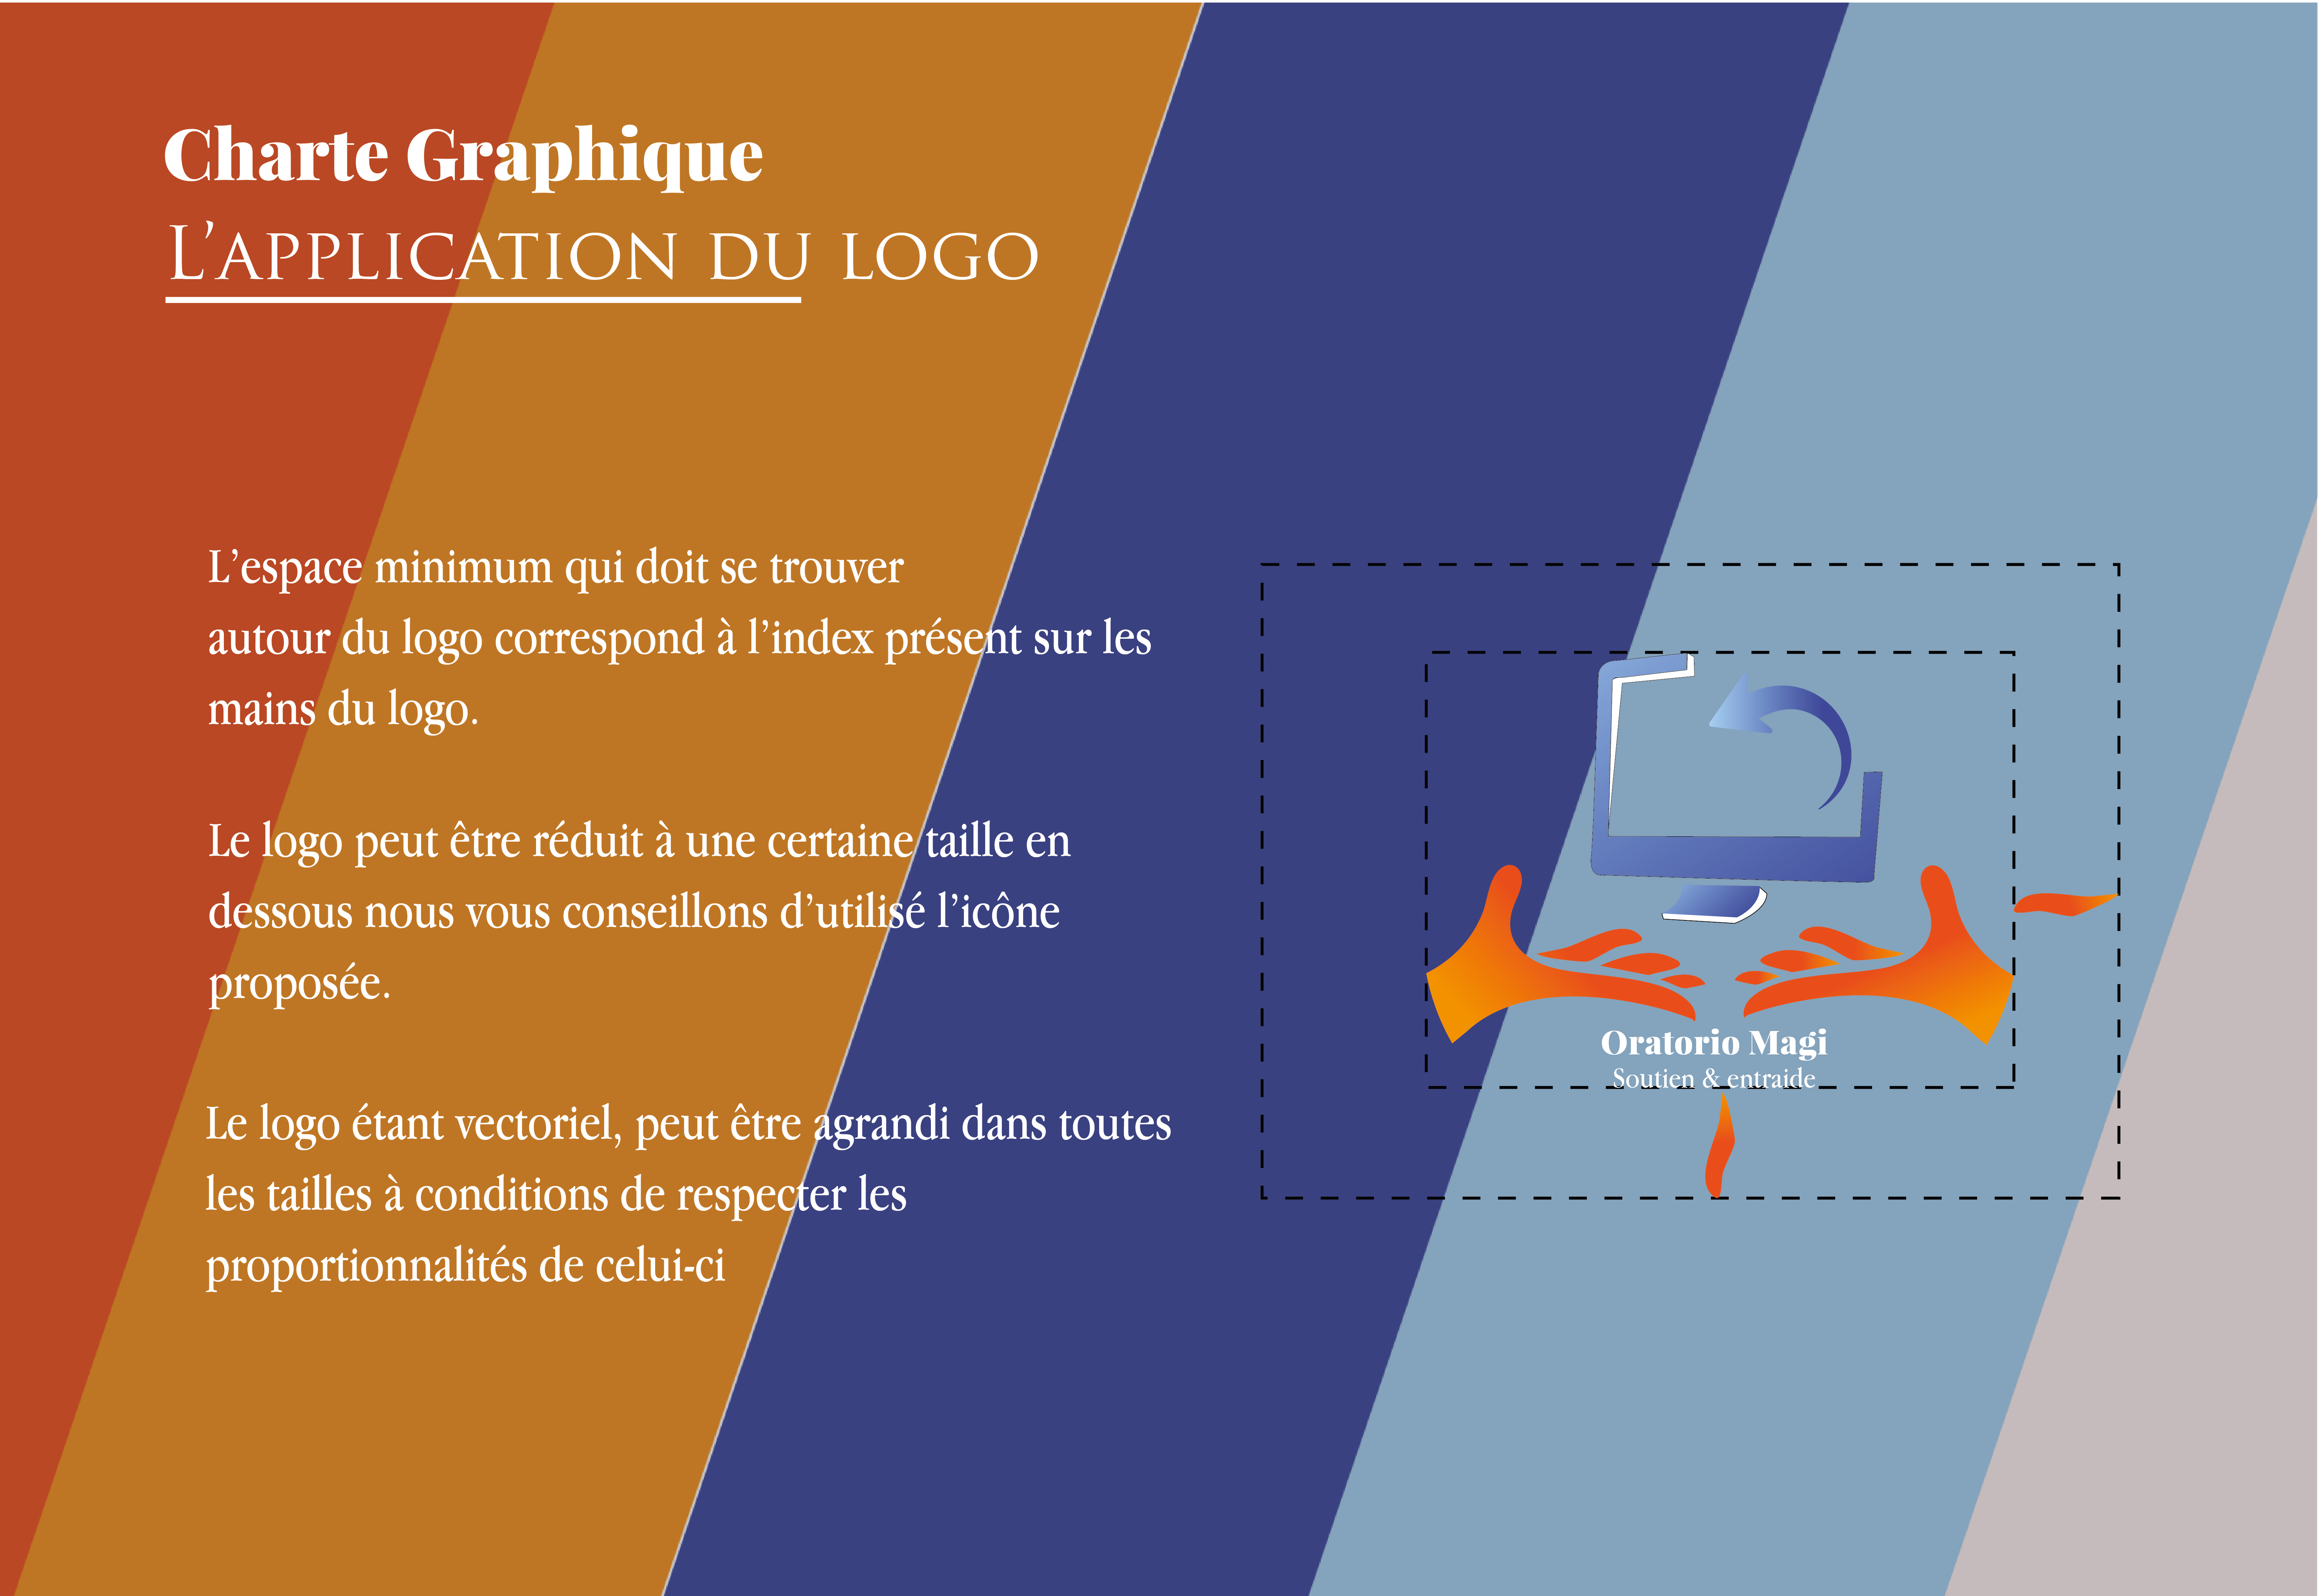 Charte Graphique
L'application du logo
L'espace minimum qui doit se trouver
autour du logo correspond à l'index présent sur les
mains du logo.
Le logo peut être réduit à une certaine taille en
dessous nous vous conseillons d'utilisé l'icône
proposée.
Le logo étant vectoriel, peut être agrandi dans toutes
les tailles à conditions de respecter les
proportionnalités de celui-ci
Oratorio Magi
Soutien & entraide